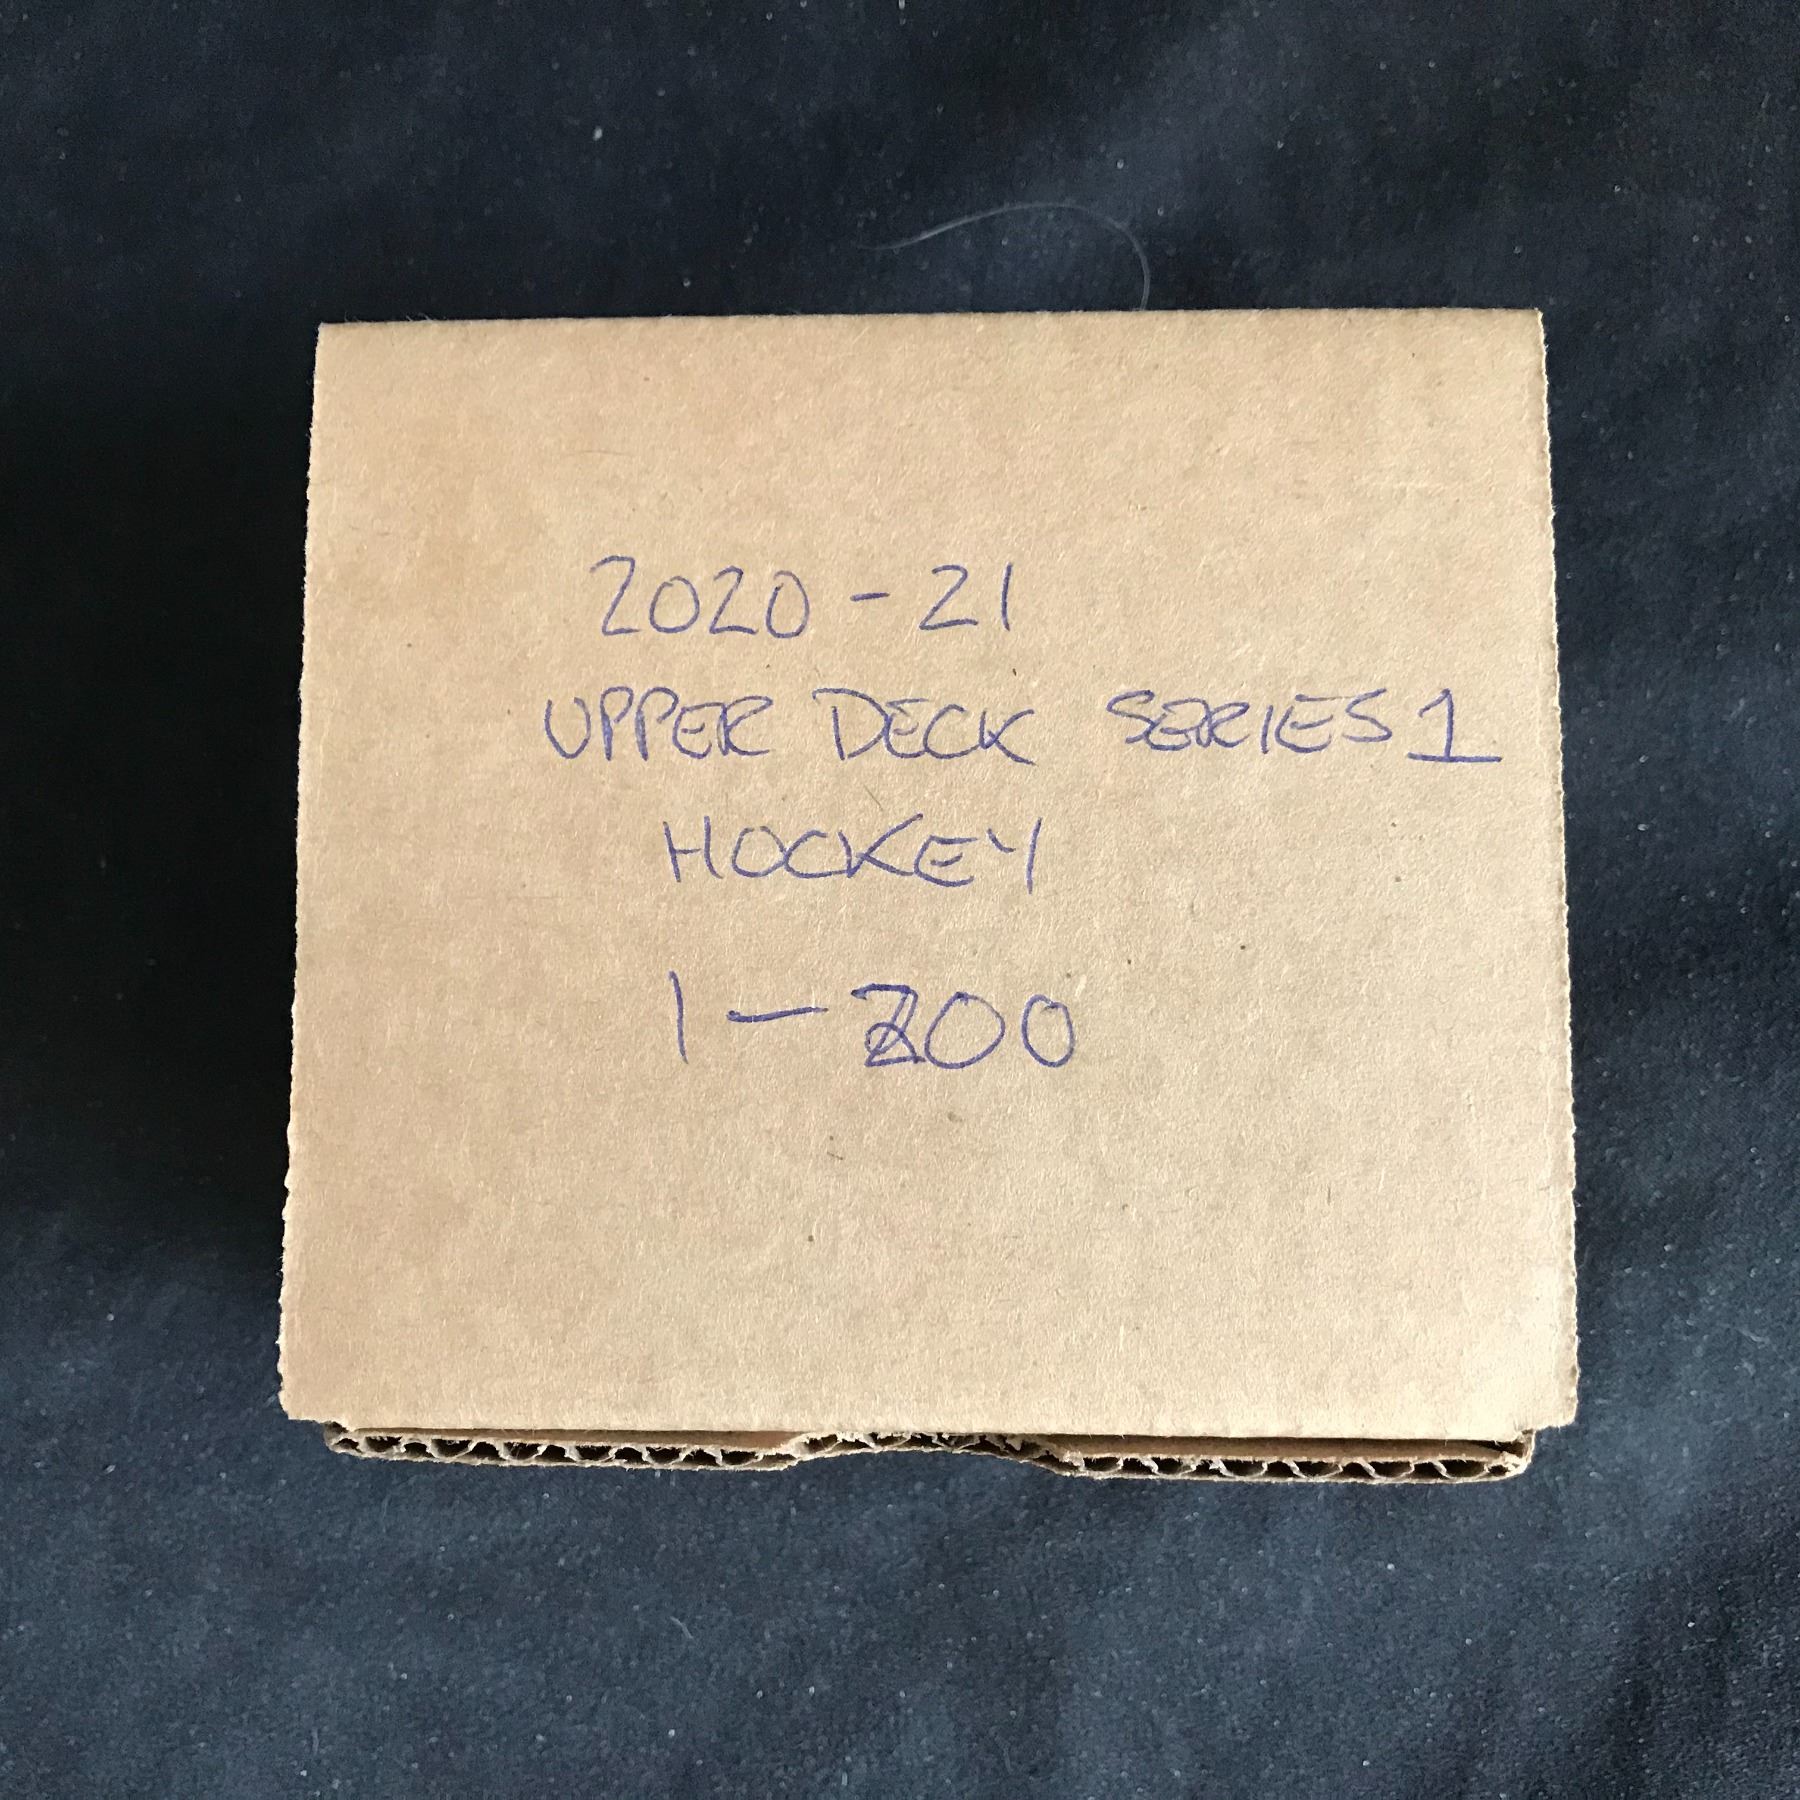 2020-21
UPPER DECK SERIES 1
HOCKEY
1-200